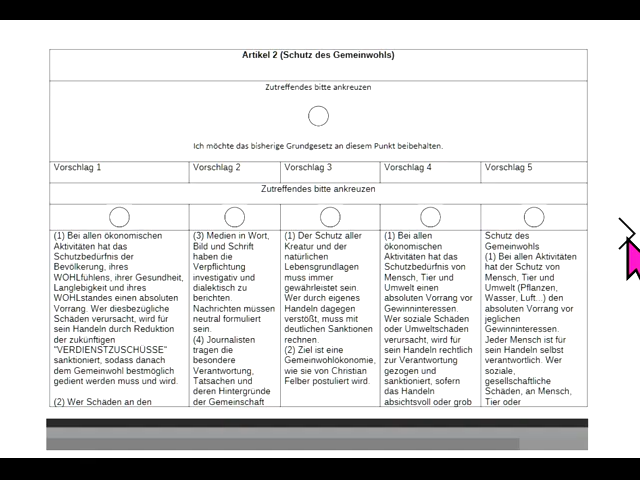 Artikel 2 (Schutz des Gemeinwohls)
Zutreffendes bitte ankreuzen
Ich möchte das bisherige Grundgesetz an diesem Punkt beibehalten.
Vorschlag 1
Vorschlag 2
Vorschlag 3
Vorschlag 4
Vorschlag 5
Zutreffendes bitte ankreuzen
(1) Bei allen ökonomischen
Aktivitäten hat das
Schutzbedürfnis der
Bevölkerung, ihres
WOHLfühlens, ihrer Gesundheit,
Langlebigkeit und ihres
WOHLstandes einen absoluten
Vorrang. Wer diesbezügliche
Schäden verursacht, wird für
sein Handeln durch Reduktion
der zukünftigen
"VERDIENSTZUSCHÜSSE"
sanktioniert, sodass danach
dem Gemeinwohl bestmöglich
gedient werden muss und wird.
(2) Wer Schaden an den
(3) Medien in Wort,
Bild und Schrift
haben die
Verpflichtung
investigativ und
dialektisch zu
berichten.
Nachrichten müssen
neutral formuliert
sein.
(4) Journalisten
tragen die
besondere
Verantwortung,
Tatsachen und
deren Hintergründe
der Gemeinschaft
(1) Der Schutz aller
Kreatur und der
natürlichen
Lebensgrundlagen
muss immer
gewährleistet sein.
Wer durch eigenes
Handeln dagegen
verstößt, muss mit
deutlichen Sanktionen
rechnen.
(2) Ziel ist eine
Gemeinwohlökonomie,
wie sie von Christian
Felber postuliert wird.
(1) Bei allen
ökonomischen
Aktivitäten hat das
Schutzbedürfnis von
Mensch, Tier und
Umwelt einen
absoluten Vorrang vor
Gewinninteressen.
Wer soziale Schäden
oder Umweltschäden
verursacht, wird für
sein Handeln rechtlich
zur Verantwortung
gezogen und
sanktioniert, sofern
das Handeln
absichtsvoll oder grob
Schutz des
Gemeinwohls
(1) Bei allen Aktivitäten
hat der Schutz von
Mensch, Tier und
Umwelt (Pflanzen,
Wasser, Luft...) den
absoluten Vorrang vor
jeglichen
Gewinninteressen.
Jeder Mensch ist für
sein Handeln selbst
verantwortlich. Wer
soziale,
gesellschaftliche
Schäden, an Mensch,
Tier oder